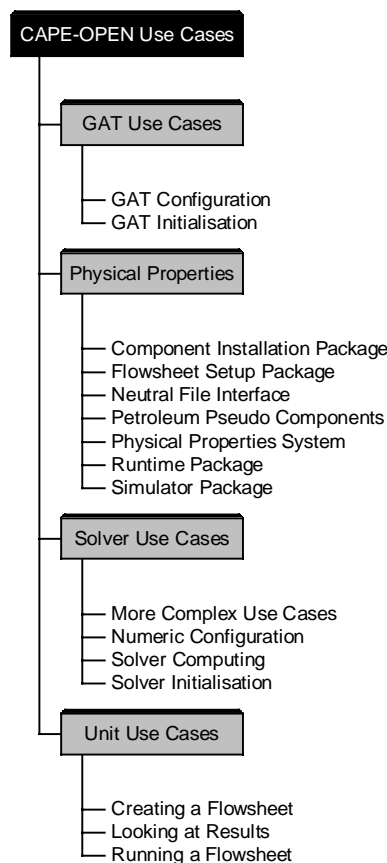 CAPE-OPEN Use Cases
GAT Use Cases
GAT Configuration
GAT Initialisation
Physical Properties
Component Installation Package
Flowsheet Setup Package
Neutral File Interface
Petroleum Pseudo Components
Physical Properties System
Runtime Package
Simulator Package
Solver Use Cases
More Complex Use Cases
Numeric Configuration
Solver Computing
Solver Initialisation
Unit Use Cases
Creating a Flowsheet
Looking at Results
Running a Flowsheet